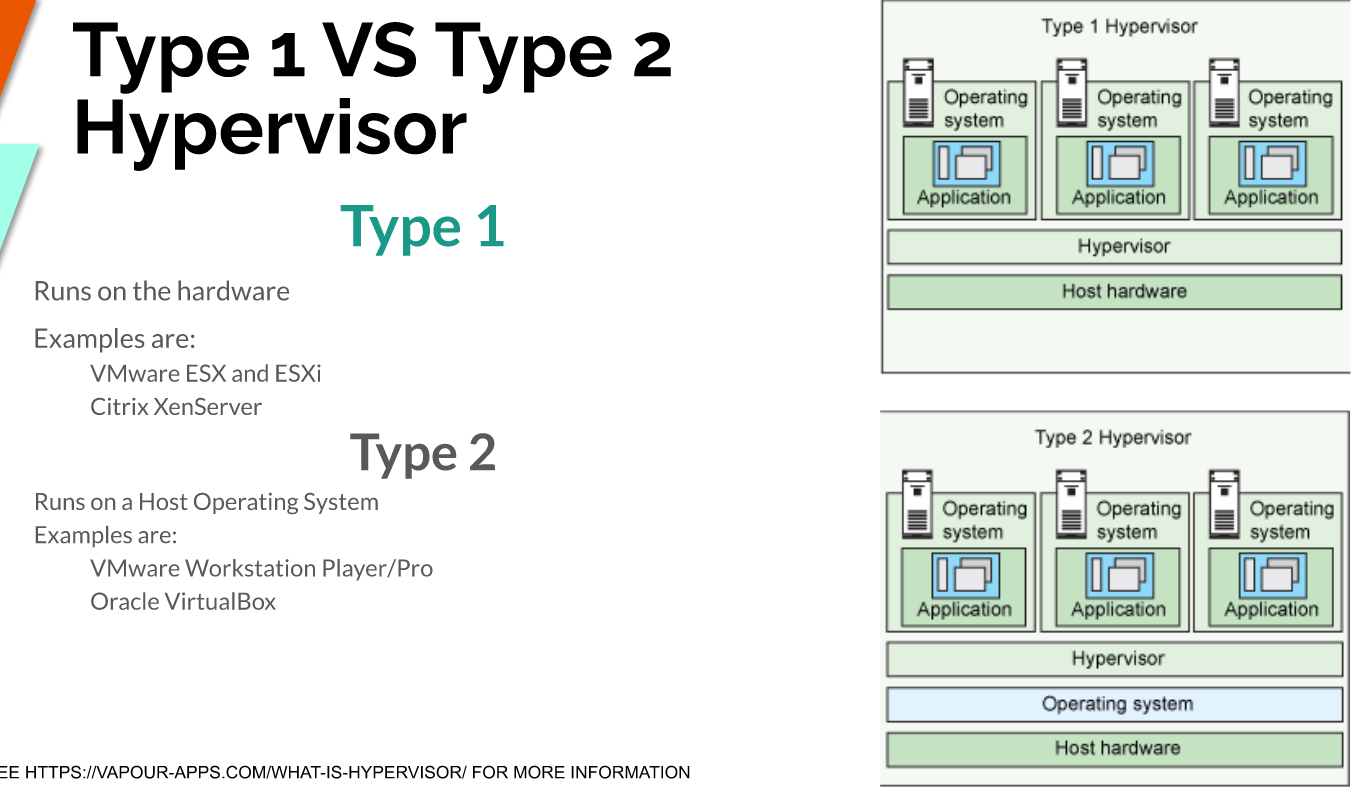 Type 1 VS Type 2
Hypervisor
Type 1
Runs on the hardware
Examples are:
VMware ESX and ESXi
Citrix XenServer
Type 2
Runs on a Host Operating System
Examples are:
VMware Workstation Player/Pro
Oracle VirtualBox
EE HTTPS://VAPOUR-APPS.COM/WHAT-IS-HYPERVISOR/ FOR MORE INFORMATION
Type 1 Hypervisor
Operating
system
Application
Operating
system
Application
Operating
system
Application
Hypervisor
Host hardware
Type 2 Hypervisor
Operating
system
Application
Operating
system
Application
Operating
system
Application
Hypervisor
Operating system
Host hardware